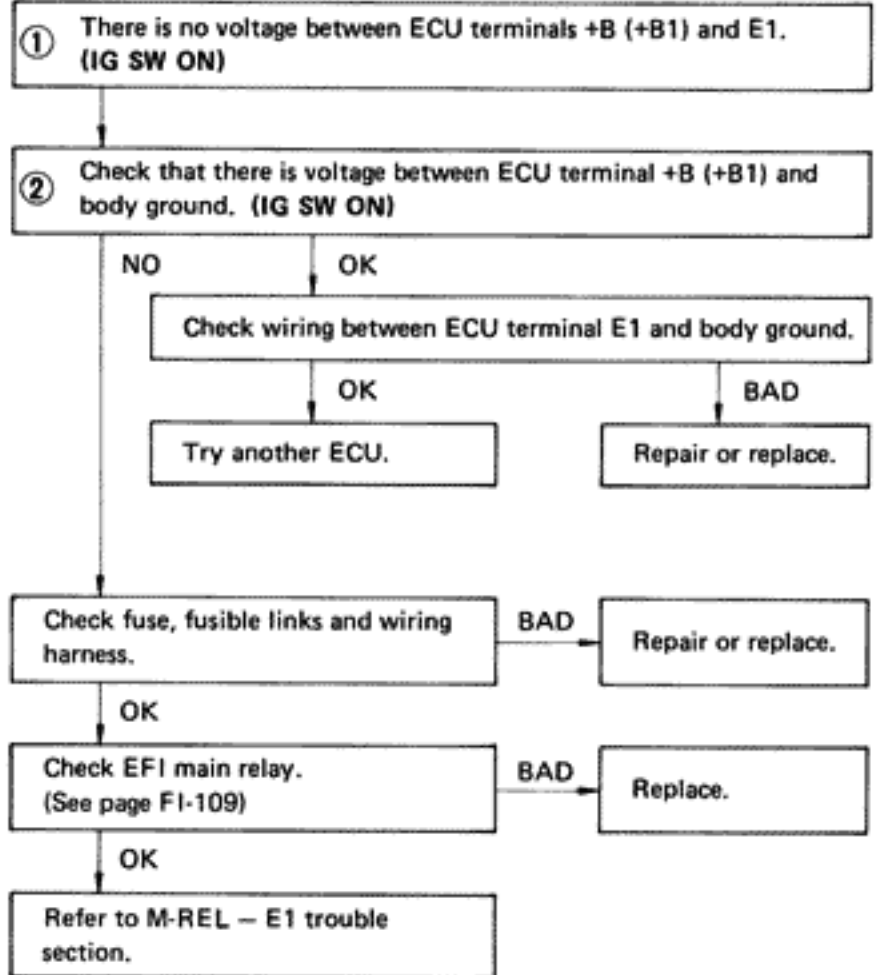 ① There is no voltage between ECU terminals +B (+B1) and E1.
(IG SW ON)
② Check that there is voltage between ECU terminal +B (+B1) and
body ground. (IG SW ON)
NO
OK
Check wiring between ECU terminal E1 and body ground.
OK
BAD
Try another ECU.
Repair or replace.
Check fuse, fusible links and wiring
harness.
BAD
Repair or replace.
OK
Check EFI main relay.
(See page FI-109)
BAD
Replace.
OK
Refer to M-REL — E1 trouble
section.